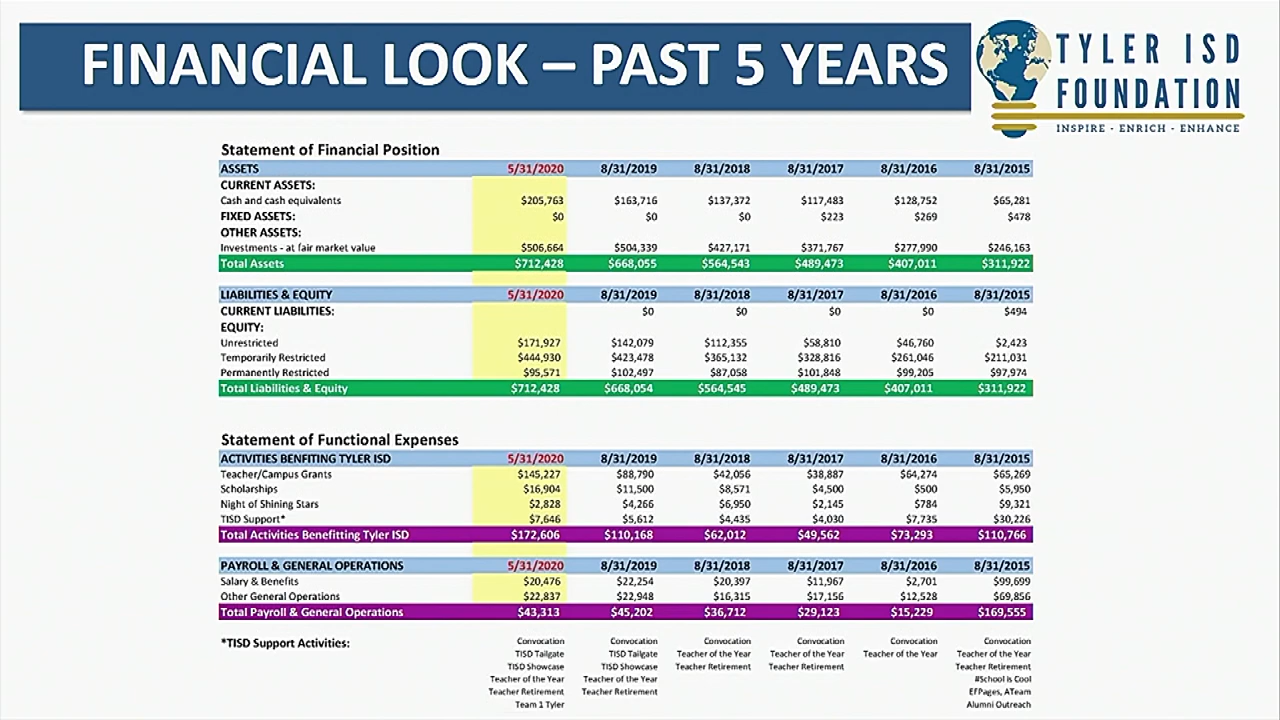 FINANCIAL LOOK – PAST 5 YEARS
TYLER ISD
FOUNDATION
INSPIRE - ENRICH - ENHANCE
Statement of Financial Position
ASSETS 5/31/2020 8/31/2019 8/31/2018 8/31/2017 8/31/2016 8/31/2015
CURRENT ASSETS:
Cash and cash equivalents $205,763 $163,716 $137,372 $117,483 $128,752 $65,281
FIXED ASSETS: $0 $0 $0 $223 $269 $478
OTHER ASSETS:
Investments - at fair market value $506,664 $504,339 $427,171 $371,767 $277,990 $246,163
Total Assets $712,428 $668,055 $564,543 $489,473 $407,011 $311,922
LIABILITIES & EQUITY 5/31/2020 8/31/2019 8/31/2018 8/31/2017 8/31/2016 8/31/2015
CURRENT LIABILITIES: $0 $0 $0 $0 $494
EQUITY:
Unrestricted $171,927 $142,079 $112,355 $58,810 $46,760 $2,423
Temporarily Restricted $444,930 $423,478 $365,132 $328,816 $261,046 $211,031
Permanently Restricted $95,571 $102,497 $87,058 $101,848 $99,205 $97,974
Total Liabilities & Equity $712,428 $668,054 $564,545 $489,473 $407,011 $311,922
Statement of Functional Expenses
ACTIVITIES BENFITING TYLER ISD 5/31/2020 8/31/2019 8/31/2018 8/31/2017 8/31/2016 8/31/2015
Teacher/Campus Grants $145,227 $88,790 $42,056 $38,887 $64,274 $65,269
Scholarships $16,904 $11,500 $8,571 $4,500 $500 $5,950
Night of Shining Stars $2,828 $4,266 $6,950 $2,145 $784 $9,321
TISD Support* $7,646 $5,612 $4,435 $4,030 $7,735 $30,226
Total Activities Benefitting Tyler ISD $172,606 $110,168 $62,012 $49,562 $73,293 $110,766
PAYROLL & GENERAL OPERATIONS 5/31/2020 8/31/2019 8/31/2018 8/31/2017 8/31/2016 8/31/2015
Salary & Benefits $20,476 $22,254 $20,397 $11,967 $2,701 $99,699
Other General Operations $22,837 $22,948 $16,315 $17,156 $12,528 $69,856
Total Payroll & General Operations $43,313 $45,202 $36,712 $29,123 $15,229 $169,555
*TISD Support Activities: Convocation Convocation Convocation Convocation Convocation Convocation
TISD Tailgate TISD Tailgate Teacher of the Year Teacher of the Year Teacher of the Year Teacher of the Year
TISD Showcase TISD Showcase Teacher Retirement Teacher Retirement Teacher Retirement
Teacher of the Year Teacher of the Year #School is Cool
Teacher Retirement Teacher Retirement EfPages, ATeam
Team 1 Tyler Alumni Outreach